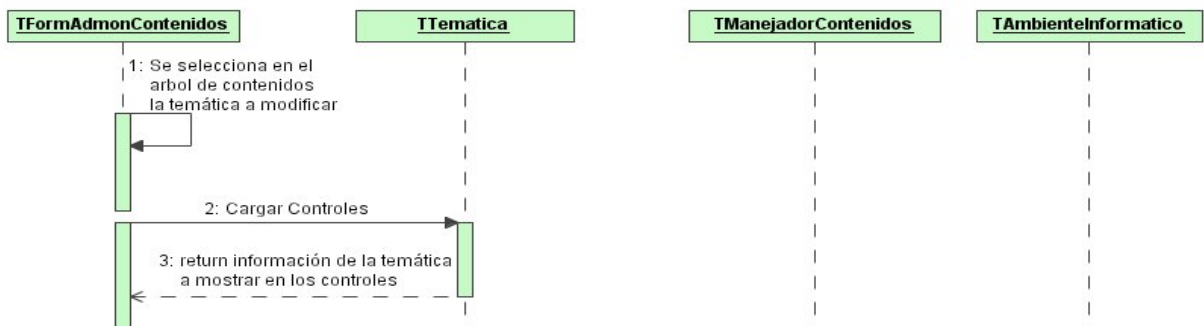 TFormAdmonContenidos
TTematica
TManejadorContenidos
TAmbienteInformatico
1: Se selecciona en el
arbol de contenidos
la temática a modificar
2: Cargar Controles
3: return información de la temática
a mostrar en los controles